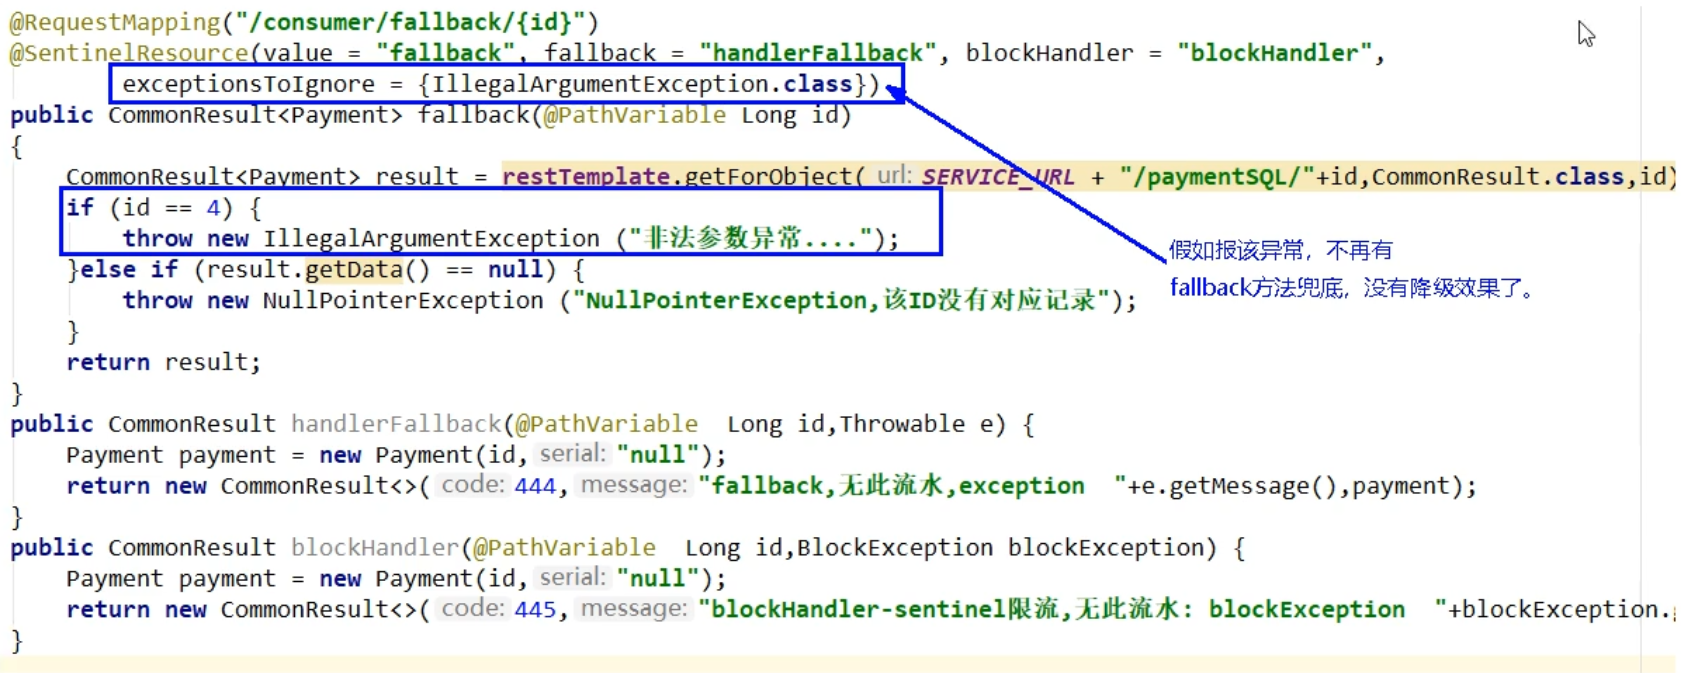 @RequestMapping("/consumer/fallback/{id}")
@SentinelResource(value = "fallback", fallback = "handlerFallback", blockHandler = "blockHandler",
exceptionsToIgnore = {IllegalArgumentException.class})
public CommonResult<Payment> fallback(@PathVariable Long id)
{
CommonResult<Payment> result = restTemplate.getForObject( url: SERVICE_URL + "/paymentSQL/"+id,CommonResult.class,id)
if (id == 4) {
throw new IllegalArgumentException ("非法参数异常....");
假如报该异常，不再有
}else if (result.getData() == null) {
fallback方法兜底，没有降级效果了。
throw new NullPointerException ("NullPointerException,该ID没有对应记录");
}
return result;
}
public CommonResult handlerFallback(@PathVariable  Long id,Throwable e) {
Payment payment = new Payment(id, serial: "null");
return new CommonResult<>( code: 444, message: "fallback,无此流水,exception  "+e.getMessage(),payment);
}
public CommonResult blockHandler(@PathVariable  Long id,BlockException blockException) {
Payment payment = new Payment(id, serial: "null");
return new CommonResult<>( code: 445, message: "blockHandler-sentinel限流,无此流水: blockException  "+blockException.
}